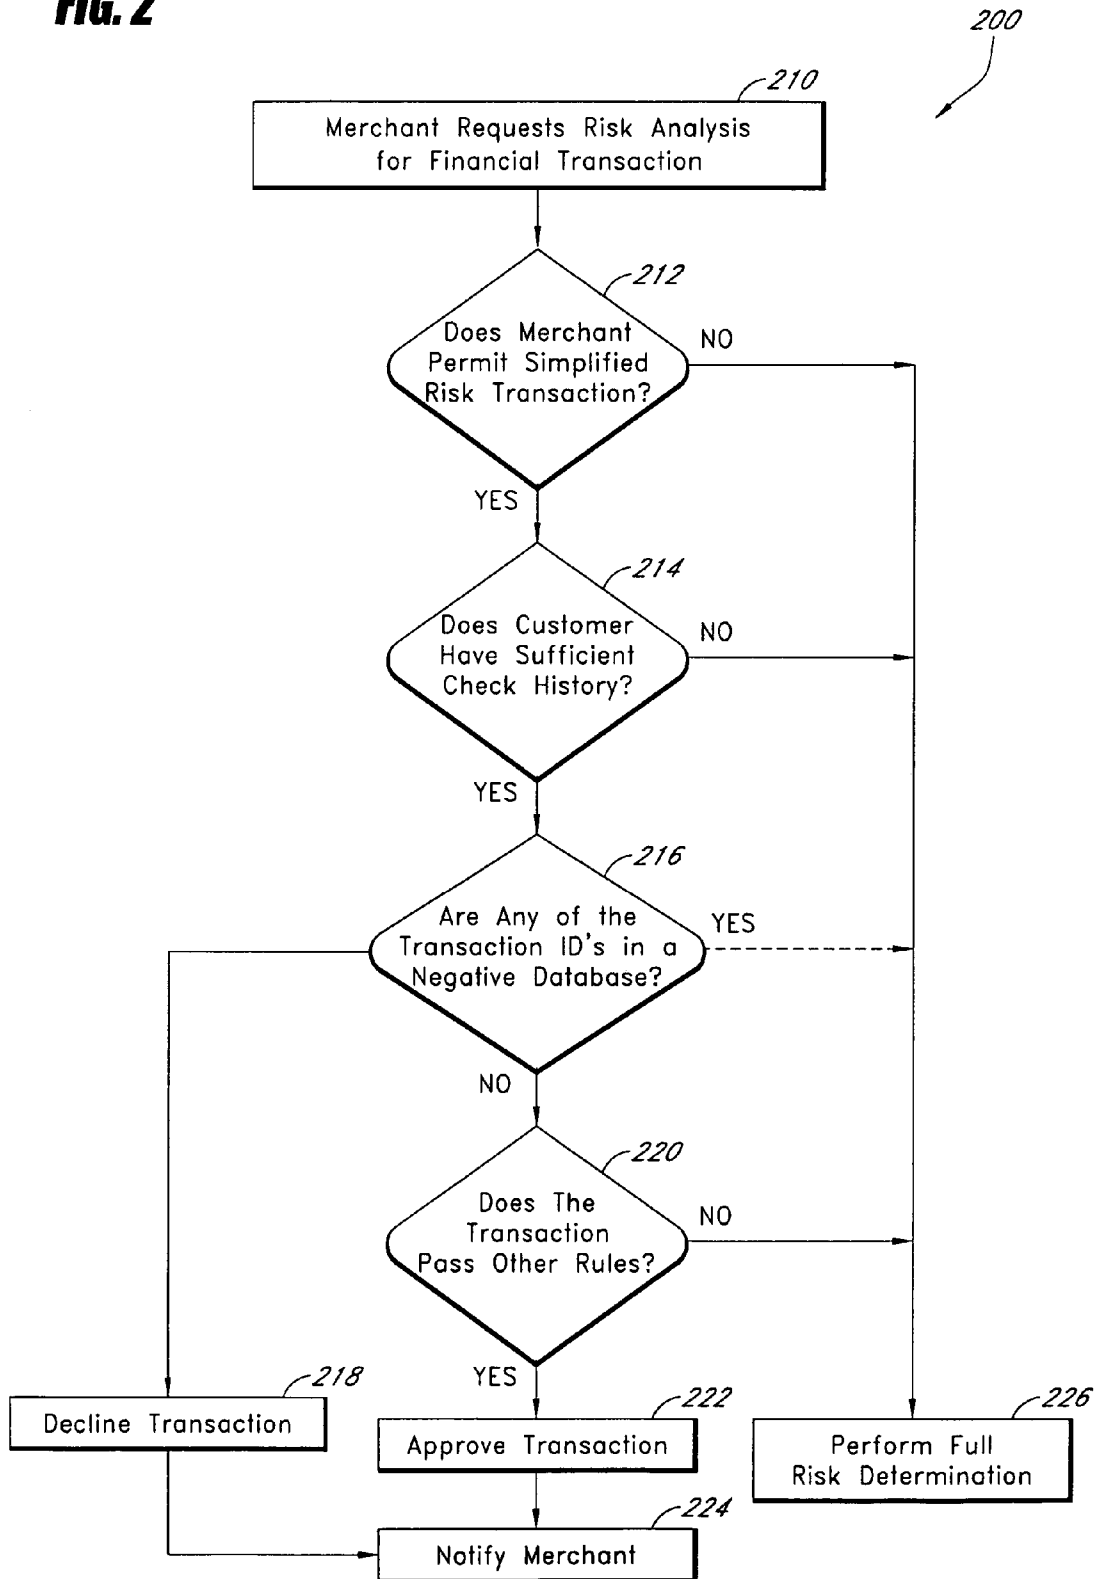 FIG. 2
200
210
Merchant Requests Risk Analysis
for Financial Transaction
212
Does Merchant
Permit Simplified
Risk Transaction?
NO
YES
214
Does Customer
Have Sufficient
Check History?
NO
YES
216
Are Any of the
Transaction ID's in a
Negative Database?
YES
NO
220
Does The
Transaction
Pass Other Rules?
NO
YES
218
Decline Transaction
222
Approve Transaction
226
Perform Full
Risk Determination
224
Notify Merchant